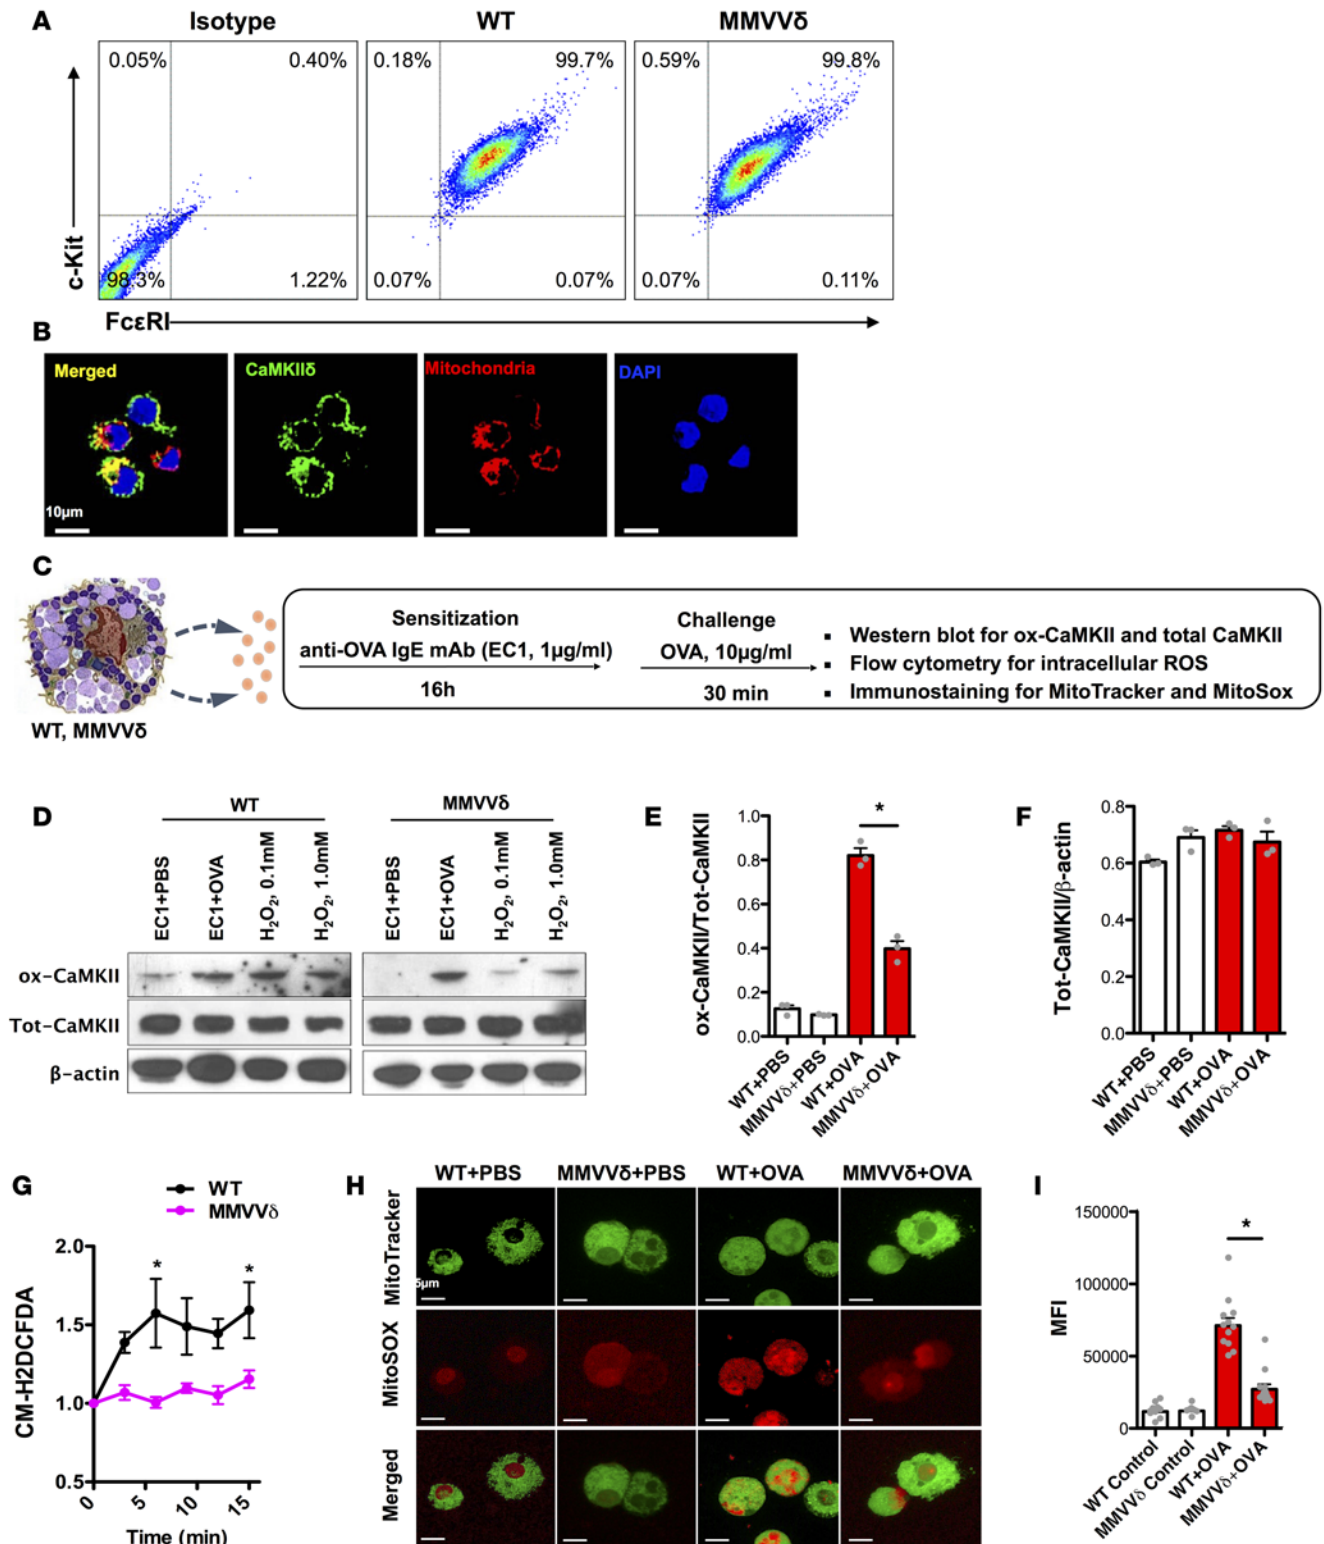 A
Isotype
WT
MMVVδ
0.05%
0.40%
0.18%
99.7%
0.59%
99.8%
c-Kit
98.3%
1.22%
0.07%
0.07%
0.07%
0.11%
FcεRI
B
Merged
CaMKIIδ
Mitochondria
DAPI
10μm
C
WT, MMVVδ
Sensitization
anti-OVA IgE mAb (EC1, 1μg/ml)
16h
Challenge
OVA, 10μg/ml
30 min
▪ Western blot for ox-CaMKII and total CaMKII
▪ Flow cytometry for intracellular ROS
▪ Immunostaining for MitoTracker and MitoSox
D
WT
MMVVδ
EC1+PBS
EC1+OVA
H₂O₂, 0.1mM
H₂O₂, 1.0mM
EC1+PBS
EC1+OVA
H₂O₂, 0.1mM
H₂O₂, 1.0mM
ox-CaMKII
Tot-CaMKII
β-actin
E
ox-CaMKII/Tot-CaMKII
1.0
0.8
0.6
0.4
0.2
0.0
*
WT+PBS
MMVVδ+PBS
WT+OVA
MMVVδ+OVA
F
Tot-CaMKII/β-actin
0.8
0.6
0.4
0.2
0.0
WT+PBS
MMVVδ+PBS
WT+OVA
MMVVδ+OVA
G
WT
MMVVδ
CM-H2DCFDA
2.0
1.5
1.0
0.5
*
*
0
5
10
15
Time (min)
H
WT+PBS
MMVVδ+PBS
WT+OVA
MMVVδ+OVA
MitoTracker
5μm
MitoSOX
Merged
I
MFI
150000
100000
50000
0
*
WT Control
MMVVδ Control
WT+OVA
MMVVδ+OVA